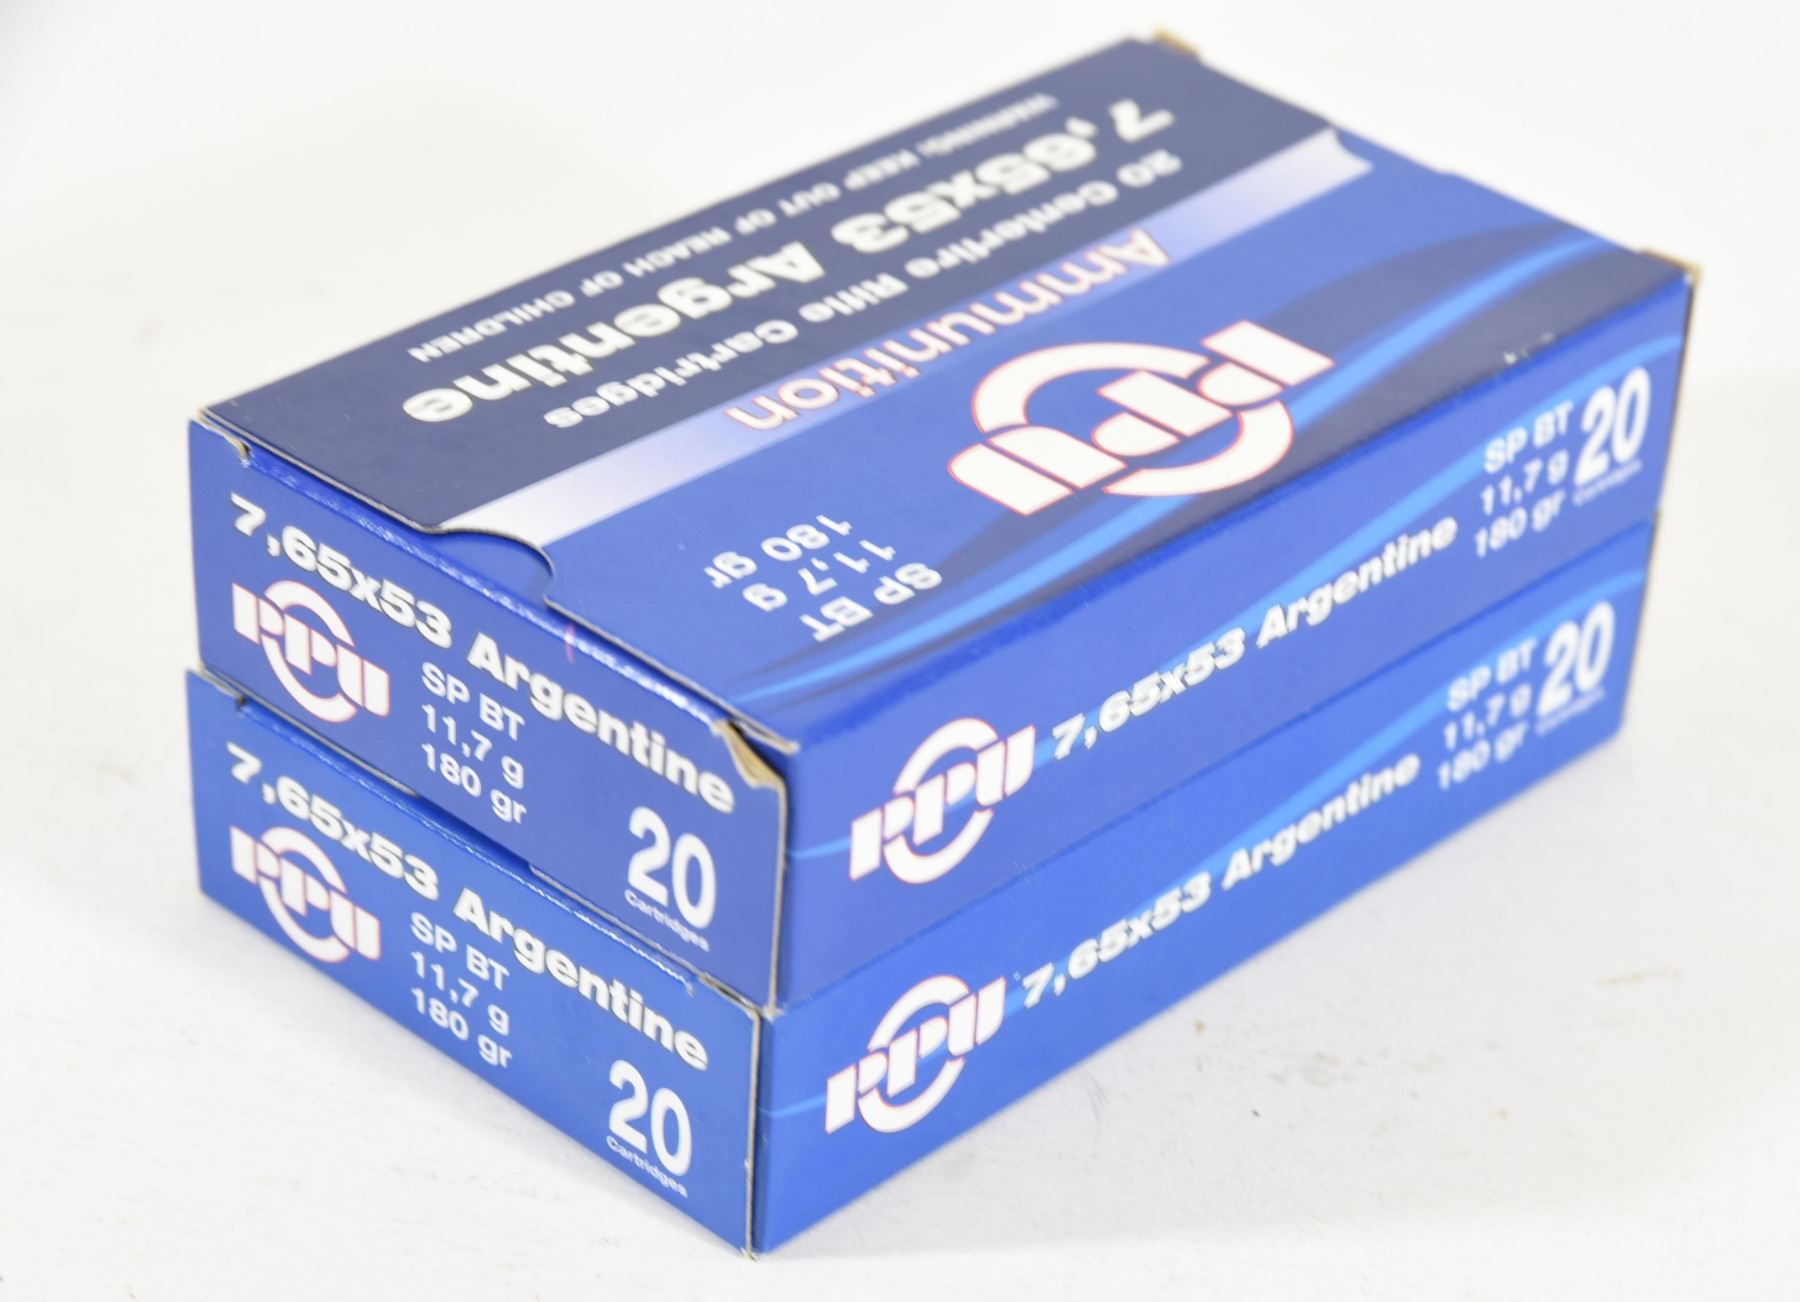 WARNING: KEEP OUT OF REACH OF CHILDREN
7,65x53 Argentine
20 Centerfire Rifle Cartridges
Ammunition
PPU
SP BT
11,7 g
180 gr
7,65x53 Argentine
PPU
SP BT
11,7 g
180 gr
20
Cartridges
PPU
7,65x53 Argentine
SP BT
11,7 g
180 gr
20
Cartridges
7,65x53 Argentine
PPU
SP BT
11,7 g
180 gr
20
Cartridges
PPU
7,65x53 Argentine
SP BT
11,7 g
180 gr
20
Cartridges